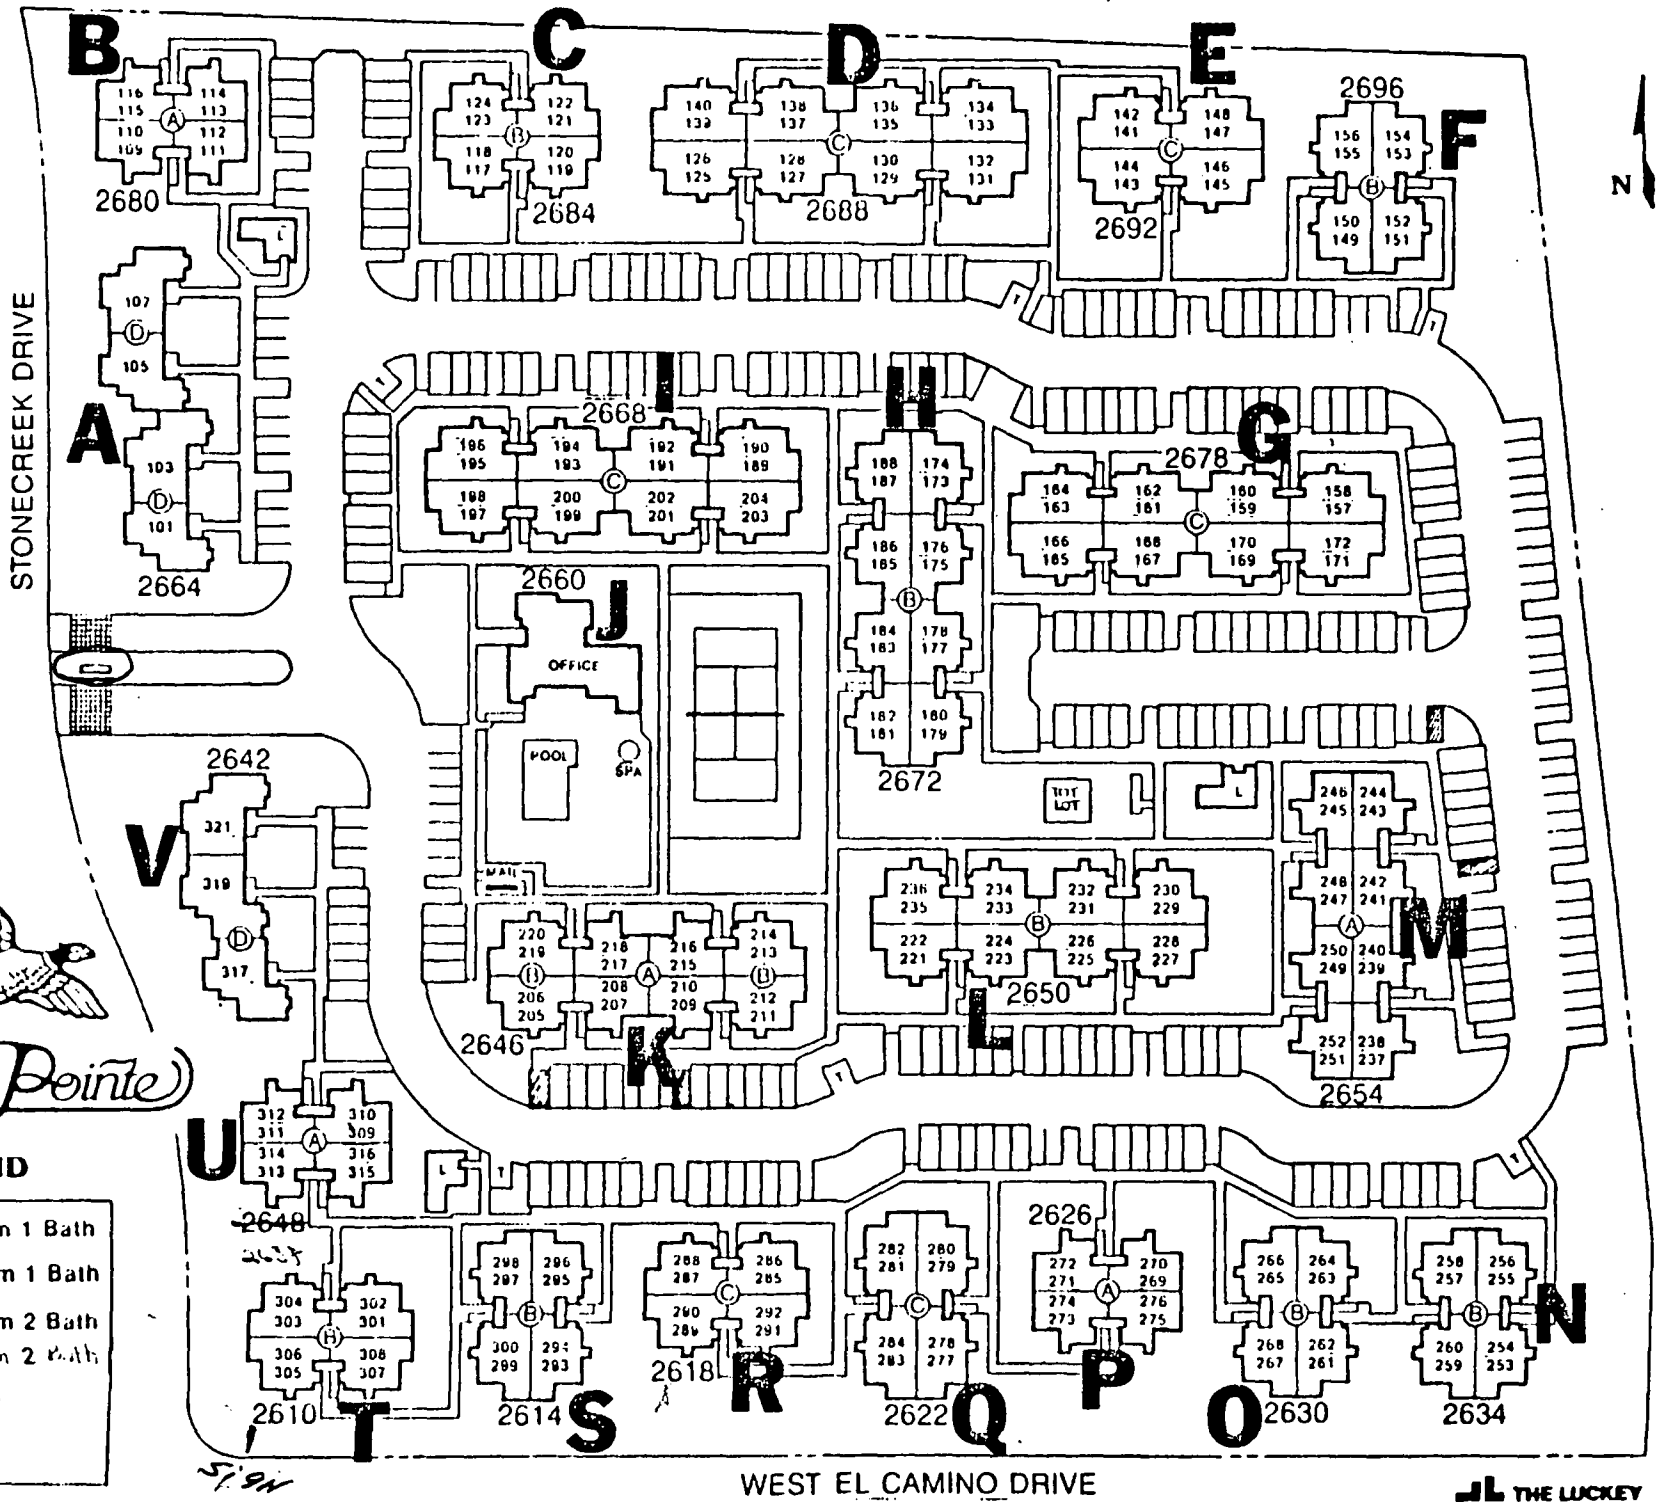 B
116 114
115 113
A
110 112
109 111
2680
C
124 122
123 121
B
118 120
117 119
2684
D
140 138 136 134
139 137 135 133
C
126 128 130 132
125 127 129 131
2688
E
142 148
141 147
C
144 146
143 145
2692
2696
F
156 154
155 153
B
150 152
149 151
N
L
107
D
105
A
103
D
101
2664
STONECREEK DRIVE
T
T
T
I
2668
196 194 192 190
195 193 191 189
C
198 200 202 204
197 199 201 203
H
188 174
187 173
186 176
185 175
B
184 178
183 177
182 180
181 179
2672
G
2678
164 162 160 158
163 161 159 157
C
166 168 170 172
165 167 169 171
2660
J
OFFICE
POOL
SPA
MAIL
TOT
LOT
L
2642
V
321
319
D
317
246 244
245 243
248 242
247 241
A
M
250 240
249 239
252 238
251 237
2654
236 234 232 230
235 233 231 229
B
222 224 226 228
221 223 225 227
2650
L
220 218 216 214
219 217 215 213
B A B
206 208 210 212
205 207 209 211
2646
K
T
Pointe
U
312 310
311 309
A
314 316
313 315
2648
L
T
T
ND
m 1 Bath
m 1 Bath
m 2 Bath
m 2 Bath
304 302
303 301
B
306 308
305 307
2610
T
298 296
297 295
B
300 294
299 293
2614
S
288 286
287 285
C
290 292
289 291
2618
R
282 280
281 279
C
284 278
283 277
2622
Q
2626
272 270
271 269
A
274 276
273 275
P
266 264
265 263
B
268 262
267 261
O
2630
258 256
257 255
B
260 254
259 253
2634
N
SIGN
WEST EL CAMINO DRIVE
JL THE LUCKEY